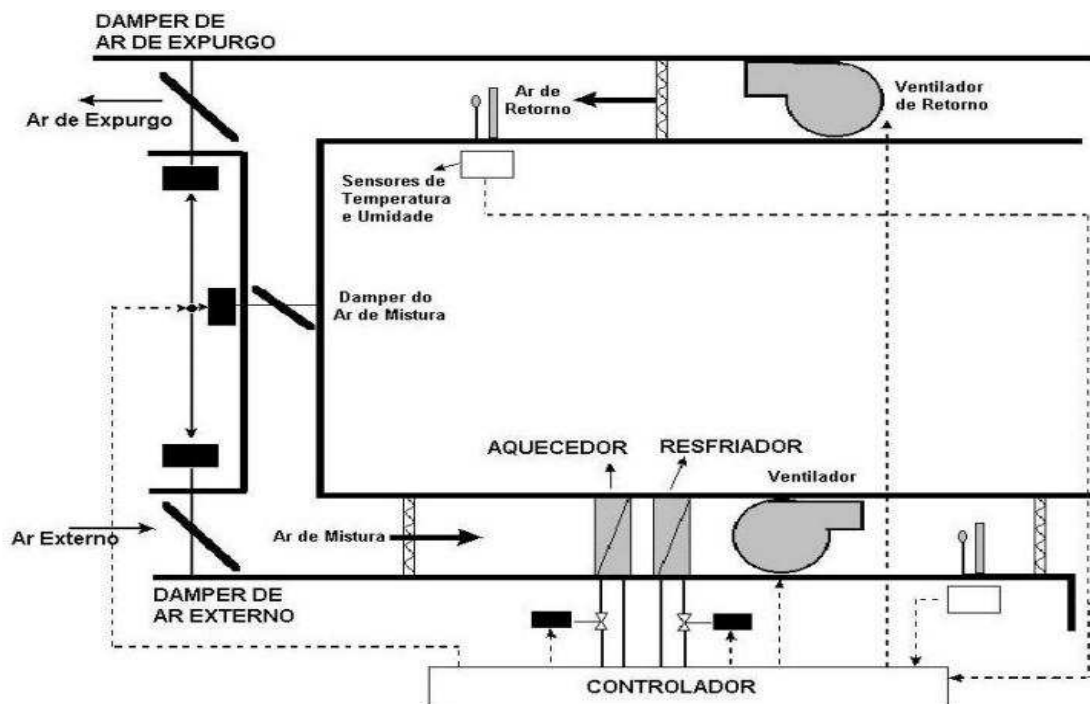 DAMPER DE
AR DE EXPURGO
Ar de Expurgo
Ar de
Retorno
Ventilador
de Retorno
Sensores de
Temperatura
e Umidade
Damper do
Ar de Mistura
AQUECEDOR
RESFRIADOR
Ventilador
Ar Externo
Ar de Mistura
DAMPER DE
AR EXTERNO
CONTROLADOR